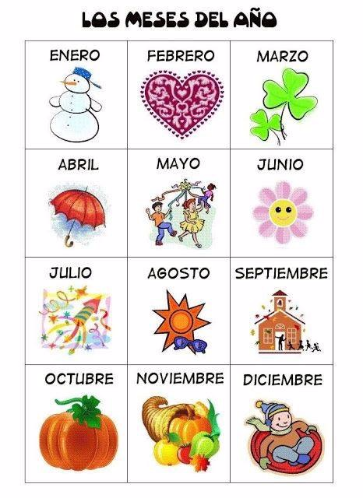 LOS MESES DEL AÑO
ENERO
FEBRERO
MARZO
ABRIL
MAYO
JUNIO
JULIO
AGOSTO
SEPTIEMBRE
OCTUBRE
NOVIEMBRE
DICIEMBRE